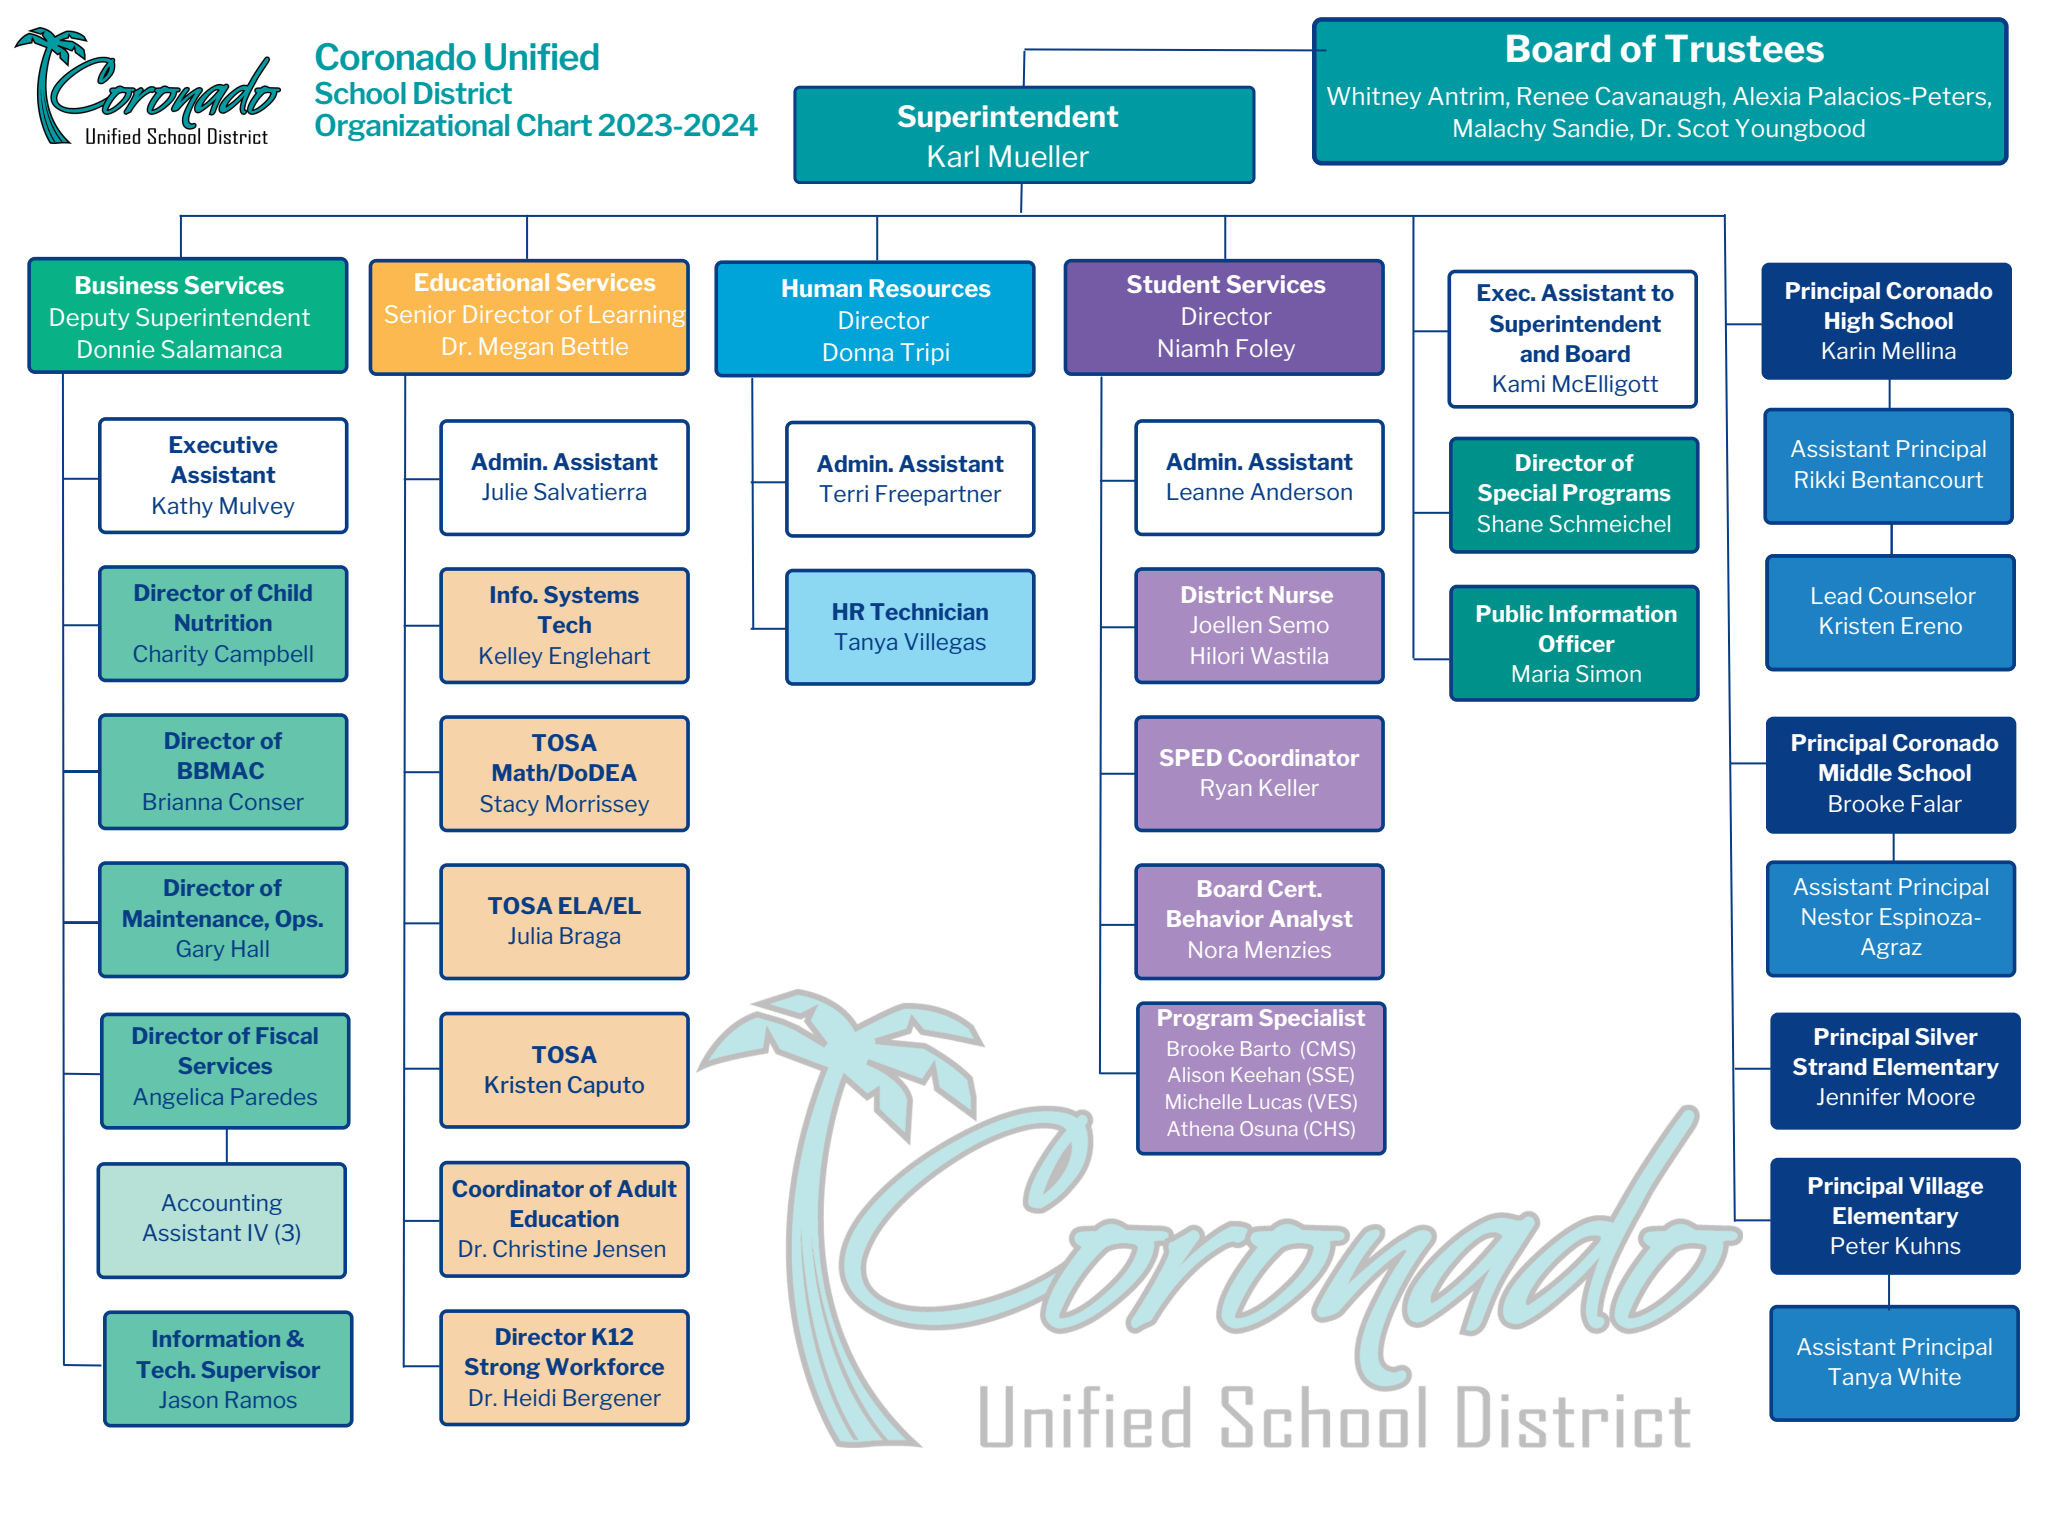 Coronado
Unified School District
Coronado Unified
School District
Organizational Chart 2023-2024
Board of Trustees
Whitney Antrim, Renee Cavanaugh, Alexia Palacios-Peters,
Malachy Sandie, Dr. Scot Youngbood
Superintendent
Karl Mueller
Business Services
Deputy Superintendent
Donnie Salamanca
Executive
Assistant
Kathy Mulvey
Director of Child
Nutrition
Charity Campbell
Director of
BBMAC
Brianna Conser
Director of
Maintenance, Ops.
Gary Hall
Director of Fiscal
Services
Angelica Paredes
Accounting
Assistant IV (3)
Information &
Tech. Supervisor
Jason Ramos
Educational Services
Senior Director of Learning
Dr. Megan Bettle
Admin. Assistant
Julie Salvatierra
Info. Systems
Tech
Kelley Englehart
TOSA
Math/DoDEA
Stacy Morrissey
TOSA ELA/EL
Julia Braga
TOSA
Kristen Caputo
Coordinator of Adult
Education
Dr. Christine Jensen
Director K12
Strong Workforce
Dr. Heidi Bergener
Human Resources
Director
Donna Tripi
Admin. Assistant
Terri Freepartner
HR Technician
Tanya Villegas
Student Services
Director
Niamh Foley
Admin. Assistant
Leanne Anderson
District Nurse
Joellen Semo
Hilori Wastila
SPED Coordinator
Ryan Keller
Board Cert.
Behavior Analyst
Nora Menzies
Program Specialist
Brooke Barto (CMS)
Alison Keehan (SSE)
Michelle Lucas (VES)
Athena Osuna (CHS)
Exec. Assistant to
Superintendent
and Board
Kami McElligott
Director of
Special Programs
Shane Schmeichel
Public Information
Officer
Maria Simon
Principal Coronado
High School
Karin Mellina
Assistant Principal
Rikki Bentancourt
Lead Counselor
Kristen Ereno
Principal Coronado
Middle School
Brooke Falar
Assistant Principal
Nestor Espinoza-
Agraz
Principal Silver
Strand Elementary
Jennifer Moore
Principal Village
Elementary
Peter Kuhns
Assistant Principal
Tanya White
Coronado
Unified School District